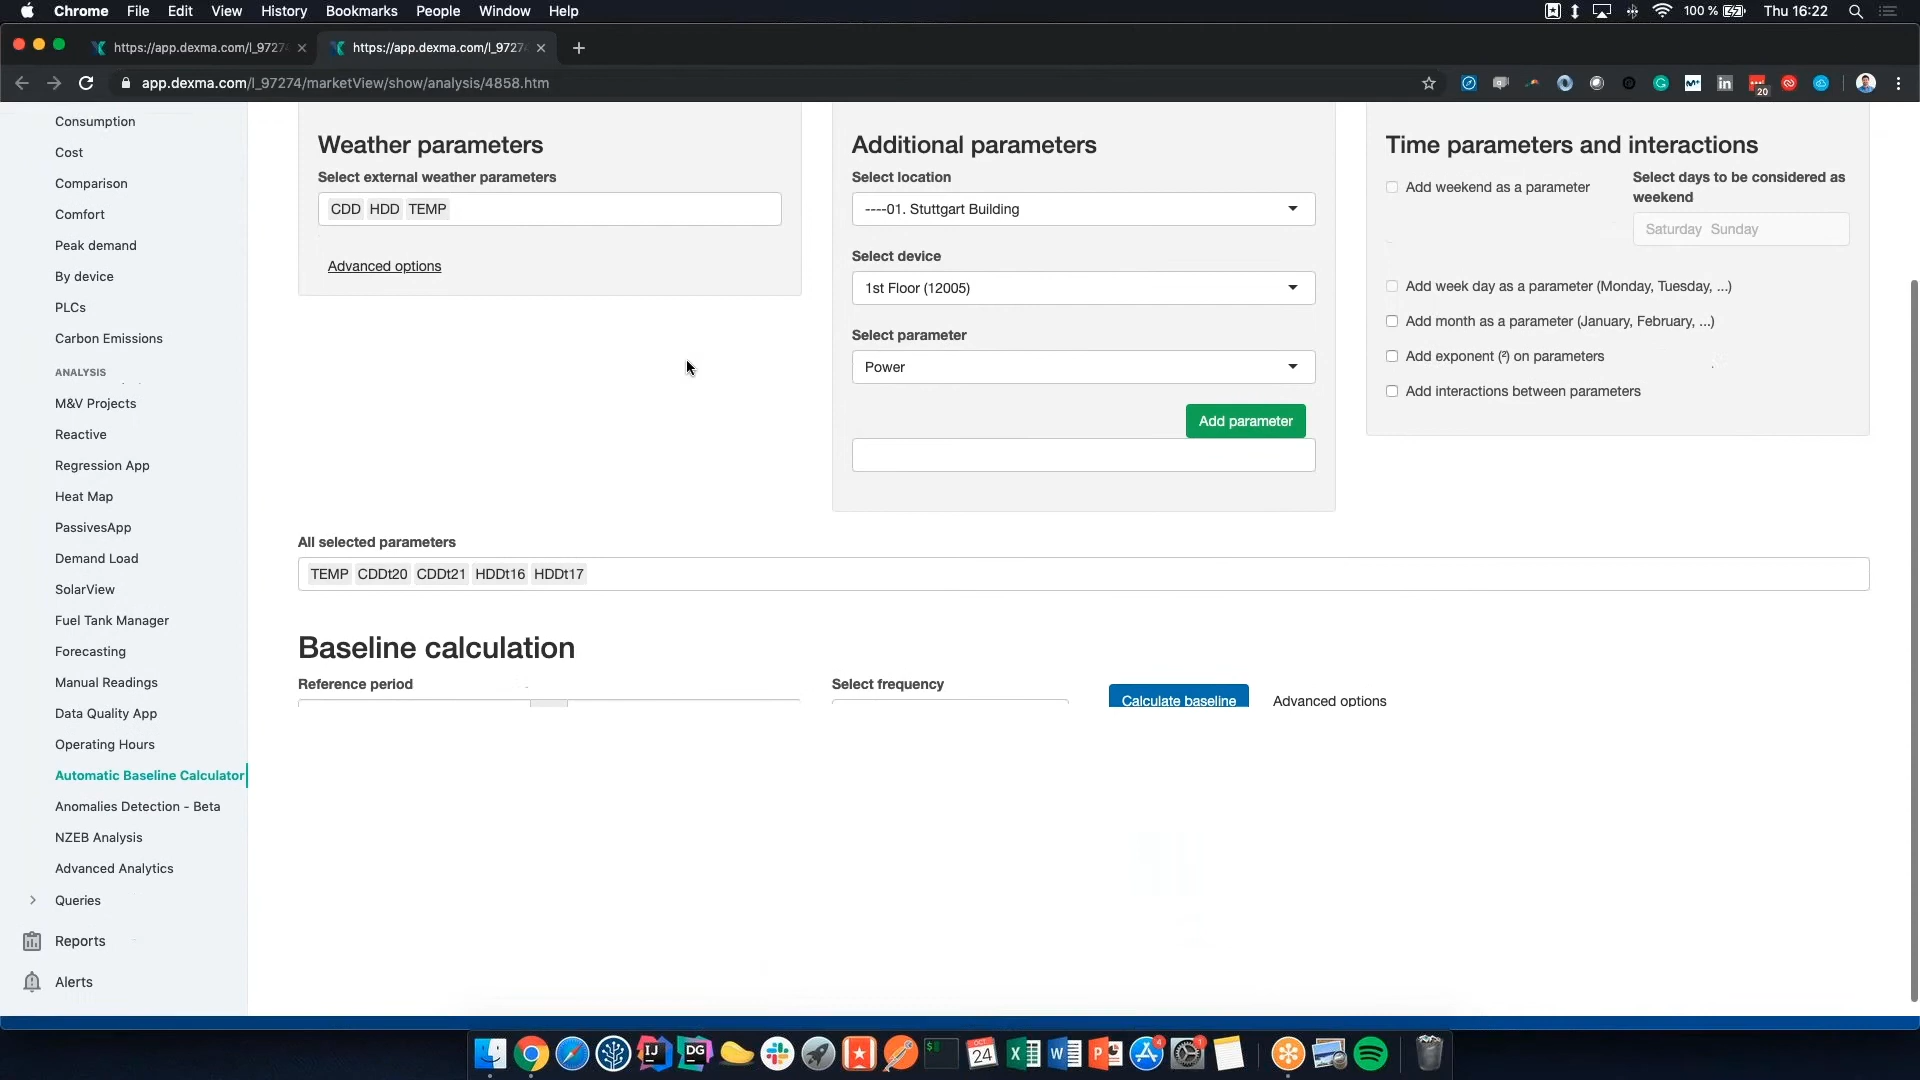 Chrome File Edit View History Bookmarks People Window Help 100 % Thu 16:22
https://app.dexma.com/l_9727 https://app.dexma.com/l_9727
app.dexma.com/l_97274/marketView/show/analysis/4858.htm
20
Consumption
Cost
Comparison
Comfort
Peak demand
By device
PLCs
Carbon Emissions
ANALYSIS
M&V Projects
Reactive
Regression App
Heat Map
PassivesApp
Demand Load
SolarView
Fuel Tank Manager
Forecasting
Manual Readings
Data Quality App
Operating Hours
Automatic Baseline Calculator
Anomalies Detection - Beta
NZEB Analysis
Advanced Analytics
Queries
Reports
Alerts
Weather parameters
Select external weather parameters
CDD HDD TEMP
Advanced options
Additional parameters
Select location
----01. Stuttgart Building
Select device
1st Floor (12005)
Select parameter
Power
Add parameter
Time parameters and interactions
Add weekend as a parameter
Select days to be considered as
weekend
Saturday Sunday
Add week day as a parameter (Monday, Tuesday, ...)
Add month as a parameter (January, February, ...)
Add exponent (²) on parameters
Add interactions between parameters
All selected parameters
TEMP CDDt20 CDDt21 HDDt16 HDDt17
Baseline calculation
Reference period
Select frequency
Calculate baseline
Advanced options
IJ DG 24 4 1